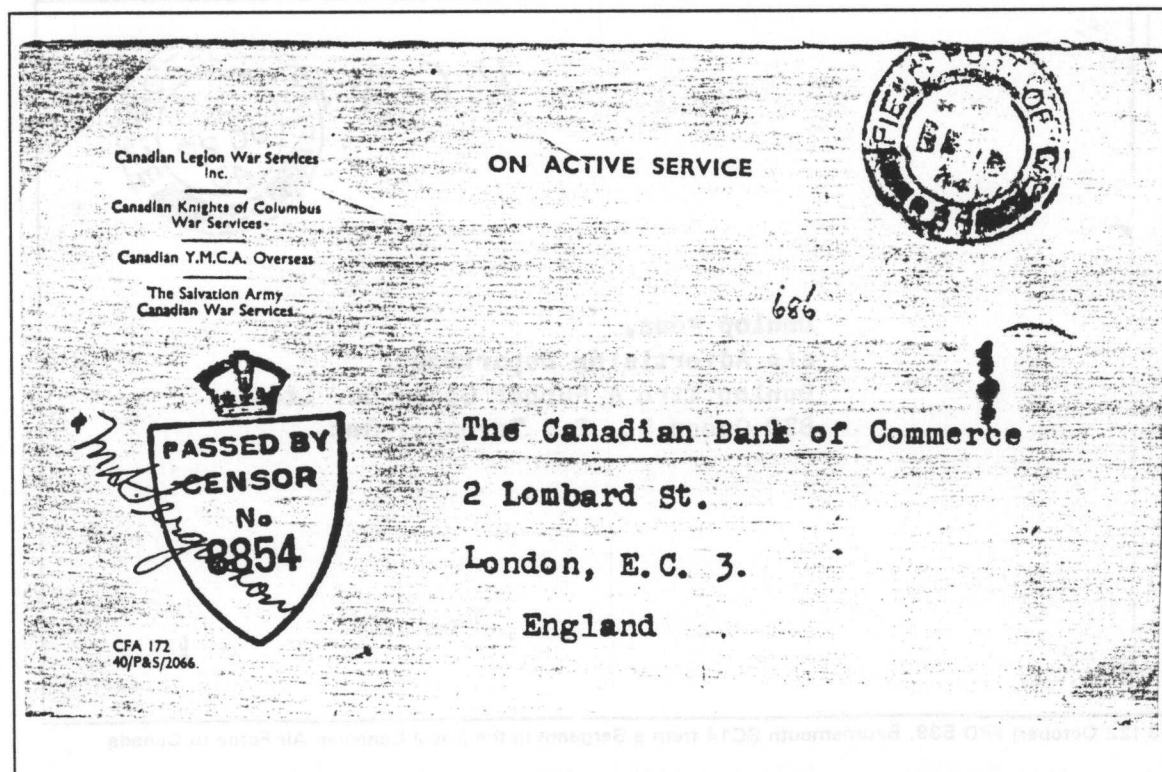 Canadian Legion War Services
Inc.
Canadian Knights of Columbus
War Services
Canadian Y.M.C.A. Overseas
The Salvation Army
Canadian War Services.
ON ACTIVE SERVICE
POST OF
686
PASSED BY
CENSOR
No
8854
The Canadian Bank of Commerce
2 Lombard St.
London, E.C. 3.
England
CFA 172
40/P&S/2066.